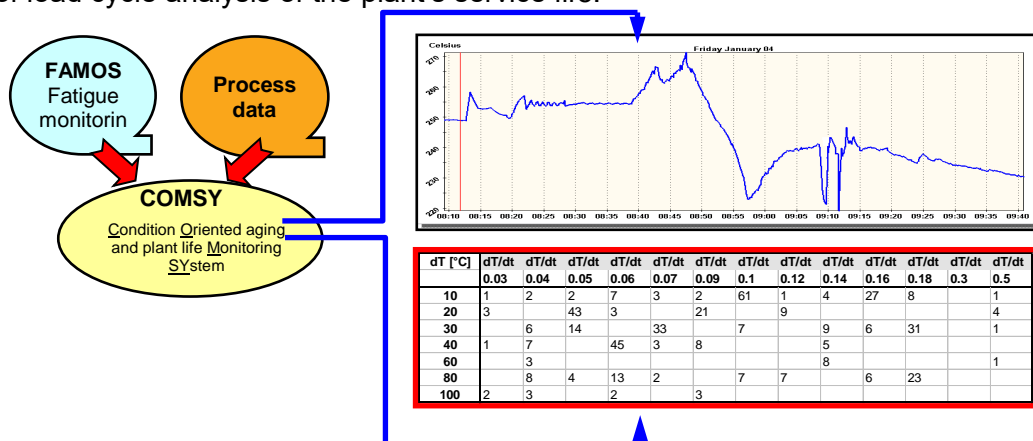 load cycle analysis of the plant's service life.
FAMOS
Fatigue
monitorin
Process
data
COMSY
Condition Oriented aging
and plant life Monitoring
SYstem
Celsius
Friday January 04
270
260
250
240
230
220
08:10 08:15 08:20 08:25 08:30 08:35 08:40 08:45 08:50 08:55 09:00 09:05 09:10 09:15 09:20 09:25 09:30 09:35 09:40
dT [°C] dT/dt dT/dt dT/dt dT/dt dT/dt dT/dt dT/dt dT/dt dT/dt dT/dt dT/dt dT/dt dT/dt
0.03 0.04 0.05 0.06 0.07 0.09 0.1 0.12 0.14 0.16 0.18 0.3 0.5
10 1 2 2 7 3 2 61 1 4 27 8 1
20 3 43 3 21 9 4
30 6 14 33 7 9 6 31 1
40 1 7 45 3 8 5
60 3 8 1
80 8 4 13 2 7 7 6 23
100 2 3 2 3